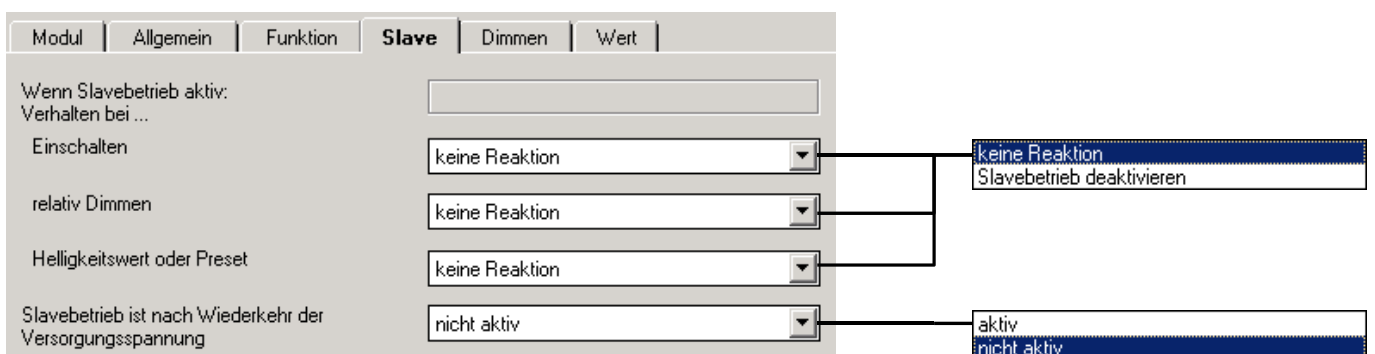 Modul Allgemein Funktion Slave Dimmen Wert
Wenn Slavebetrieb aktiv:
Verhalten bei ...
Einschalten keine Reaktion
relativ Dimmen keine Reaktion
Helligkeitswert oder Preset keine Reaktion
Slavebetrieb ist nach Wiederkehr der
Versorgungsspannung nicht aktiv
keine Reaktion
Slavebetrieb deaktivieren
aktiv
nicht aktiv